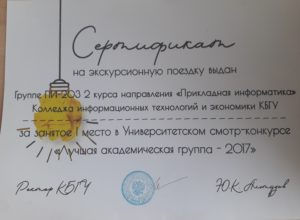 Сертификат
на экскурсионную поездку выдан
Группе ПИ-203 2 курса направления «Прикладная информатика»
Колледжа информационных технологий и экономики КБГУ
за занятое 1 место в Университетском смотр-конкурсе
«Лучшая академическая группа - 2017»
Ректор КБГУ
Ю.К.